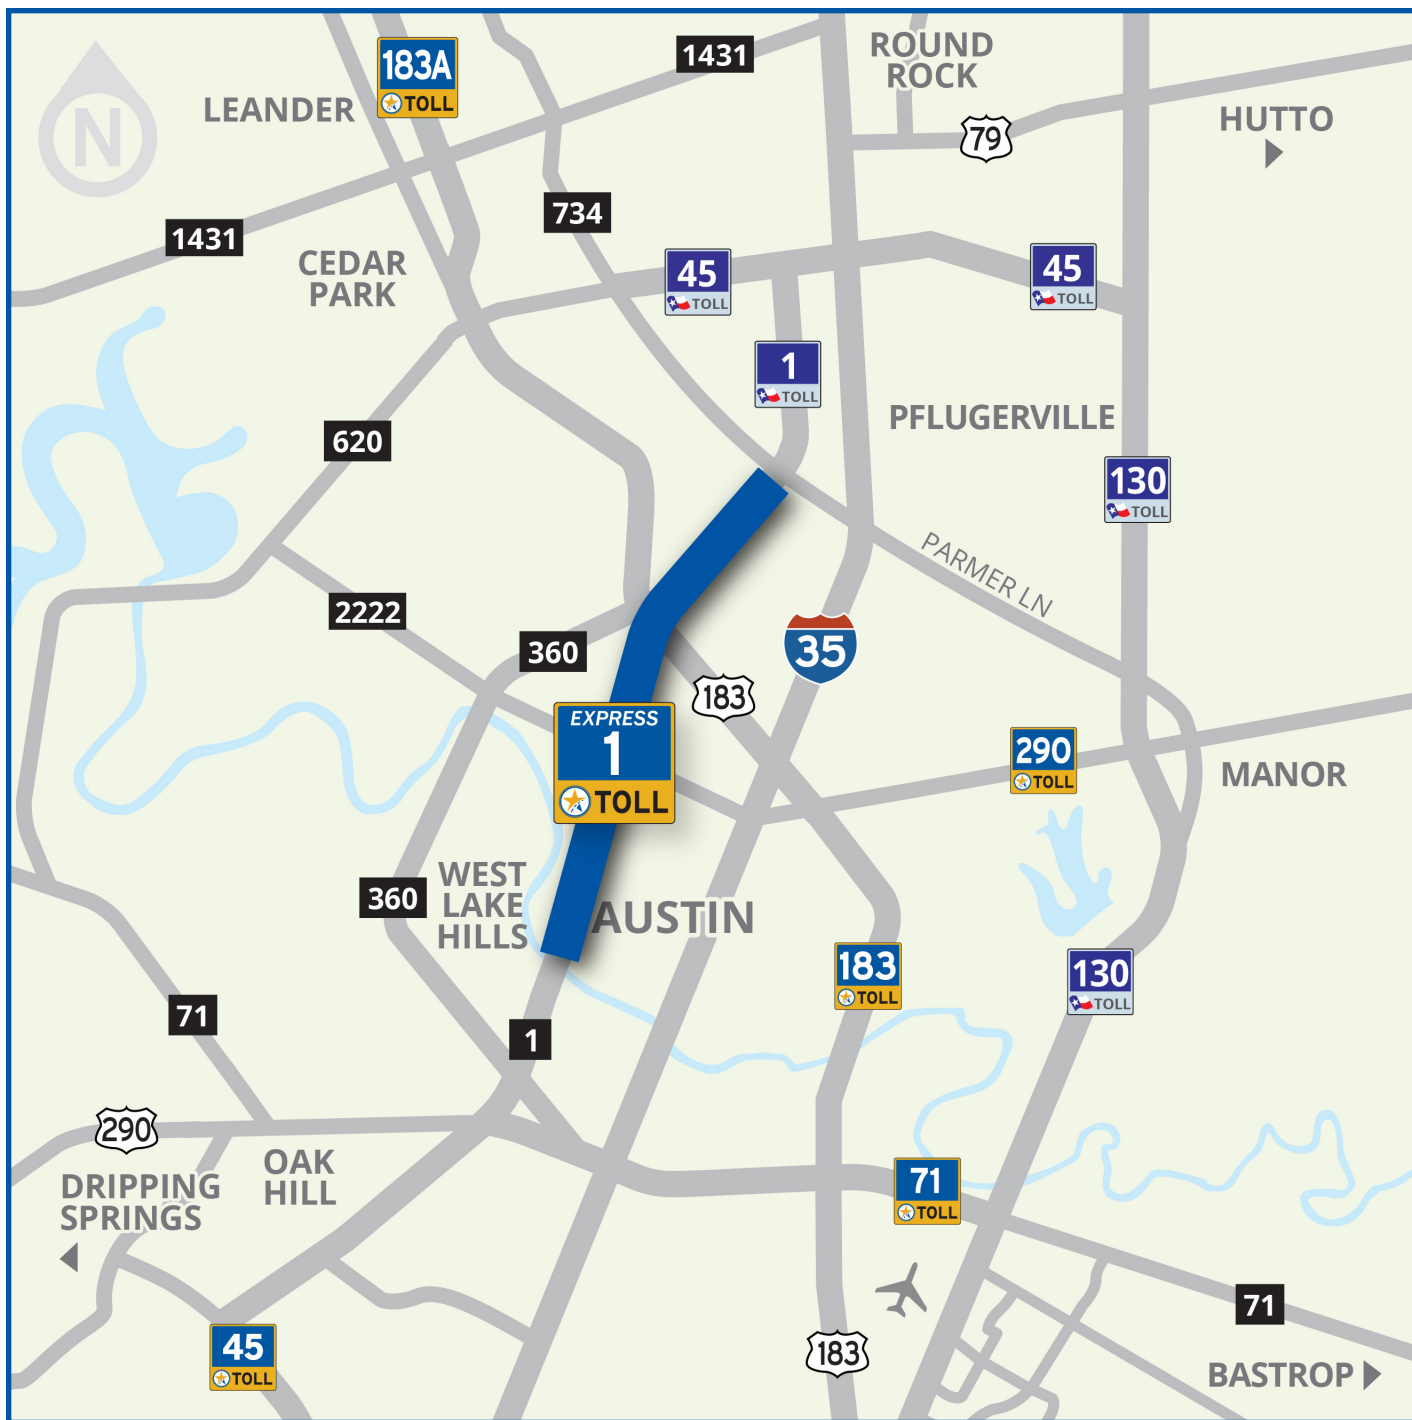 1431
ROUND
ROCK
183A
TOLL
LEANDER
N
79
HUTTO
734
1431
CEDAR
PARK
45
TOLL
45
TOLL
1
TOLL
PFLUGERVILLE
620
130
TOLL
PARMER LN
2222
360
35
183
EXPRESS
1
TOLL
290
TOLL
MANOR
WEST
LAKE
HILLS
360
AUSTIN
183
TOLL
130
TOLL
71
1
290
OAK
HILL
DRIPPING
SPRINGS
71
TOLL
71
45
TOLL
183
BASTROP